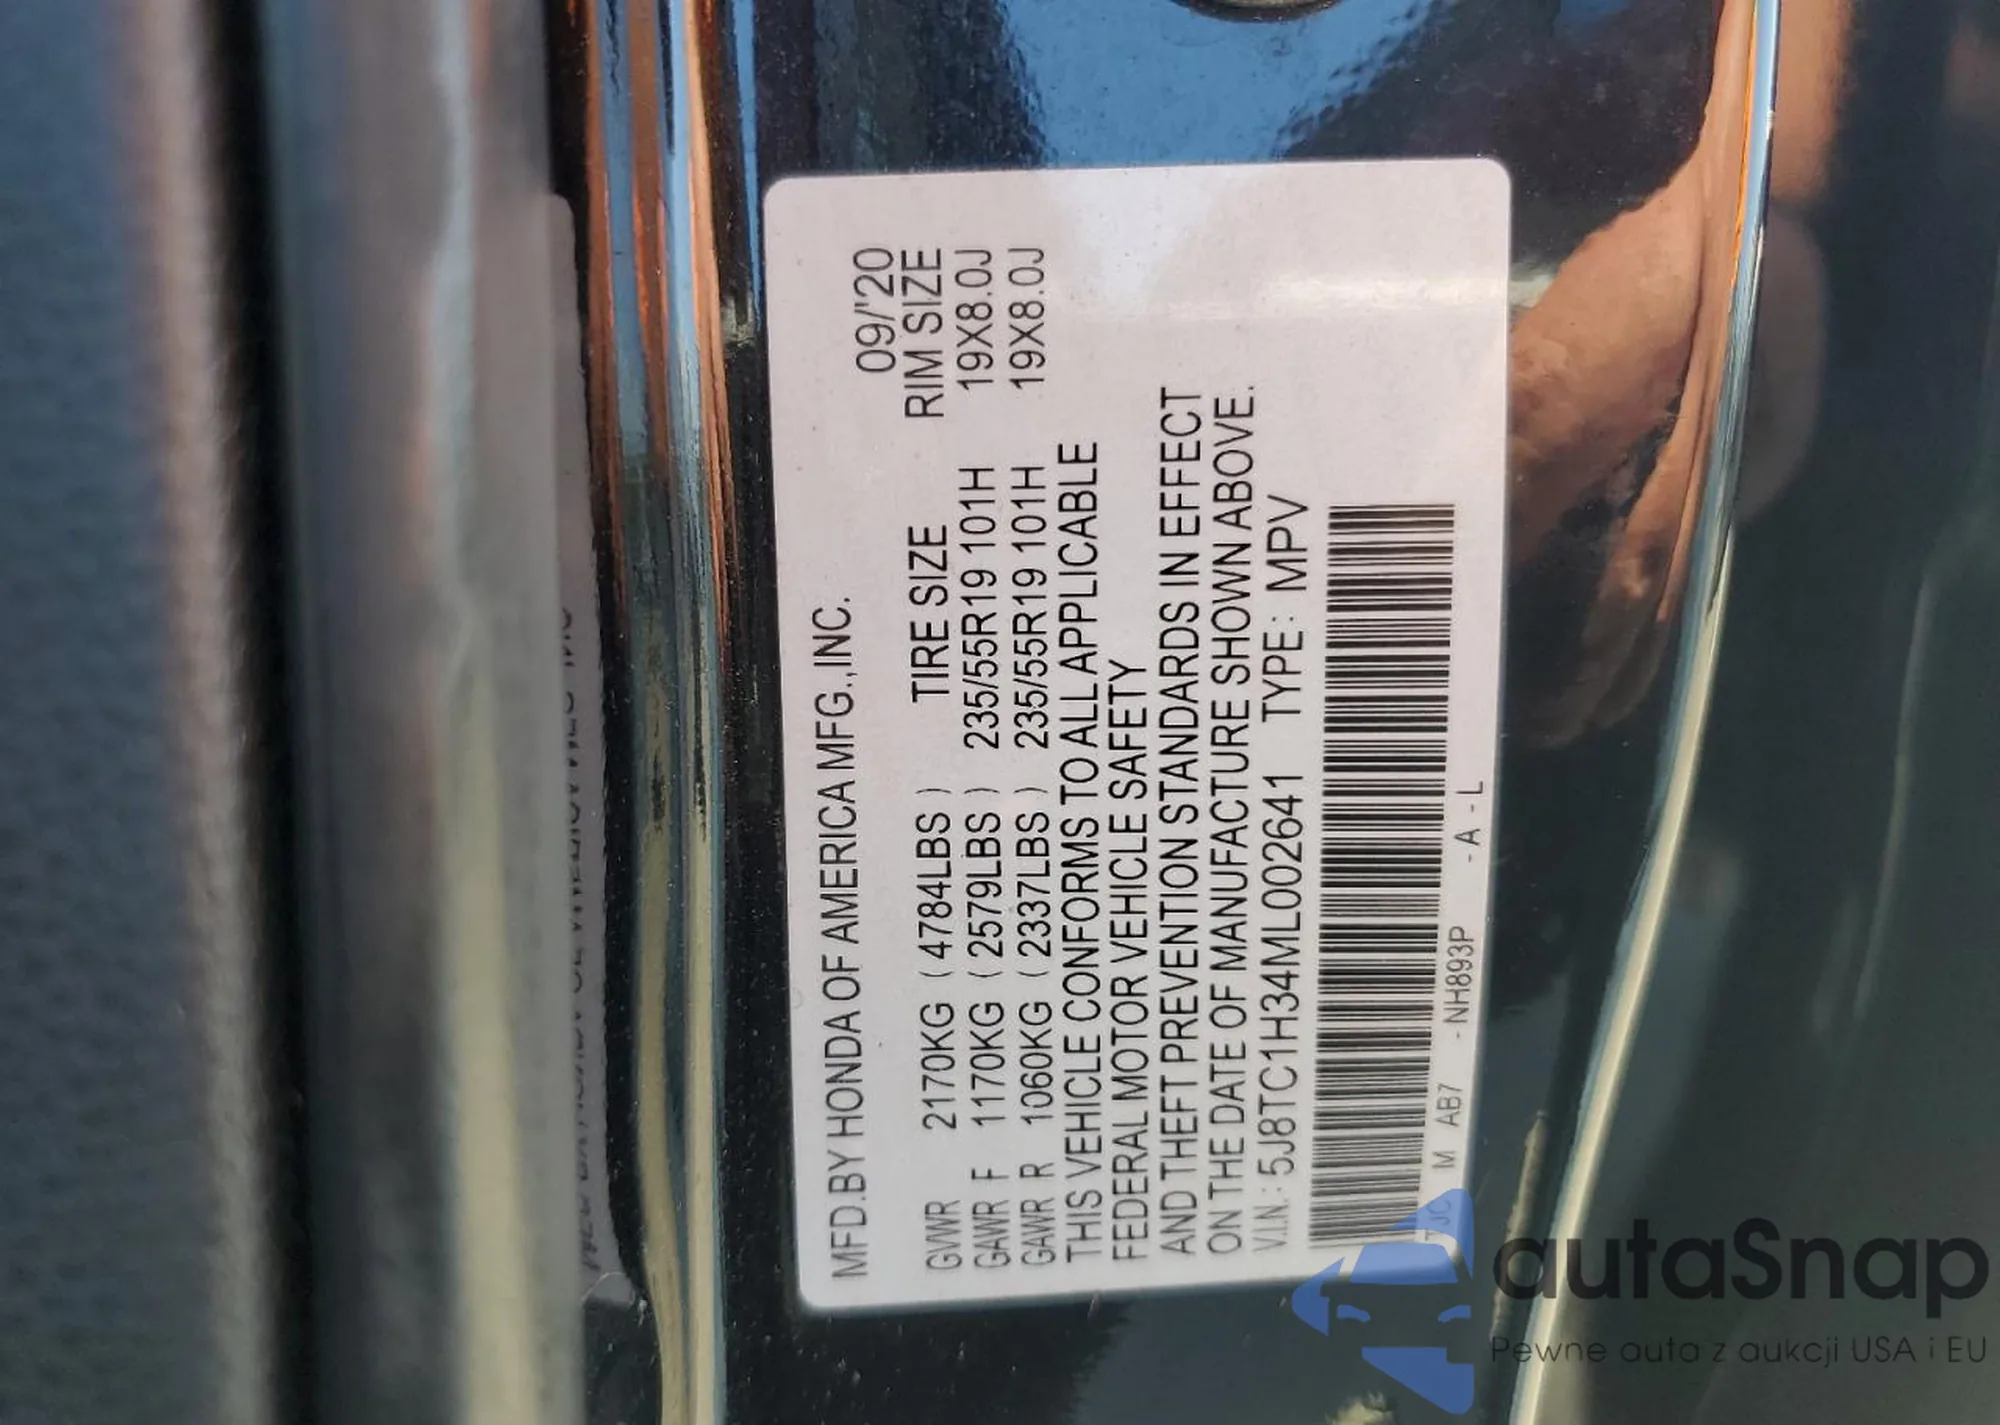 MFD.BY HONDA OF AMERICA MFG.,INC.
09/'20
TIRE SIZE RIM SIZE
GVWR 2170KG ( 4784LBS )
GAWR F 1170KG ( 2579LBS ) 235/55R19 101H 19X8.0J
GAWR R 1060KG ( 2337LBS ) 235/55R19 101H 19X8.0J
THIS VEHICLE CONFORMS TO ALL APPLICABLE
FEDERAL MOTOR VEHICLE SAFETY
AND THEFT PREVENTION STANDARDS IN EFFECT
ON THE DATE OF MANUFACTURE SHOWN ABOVE.
V.I.N.: 5J8TC1H34ML002641 TYPE: MPV
TJC M AB7 -NH893P -A-L
autaSnap
Pewne auta z aukcji USA i EU